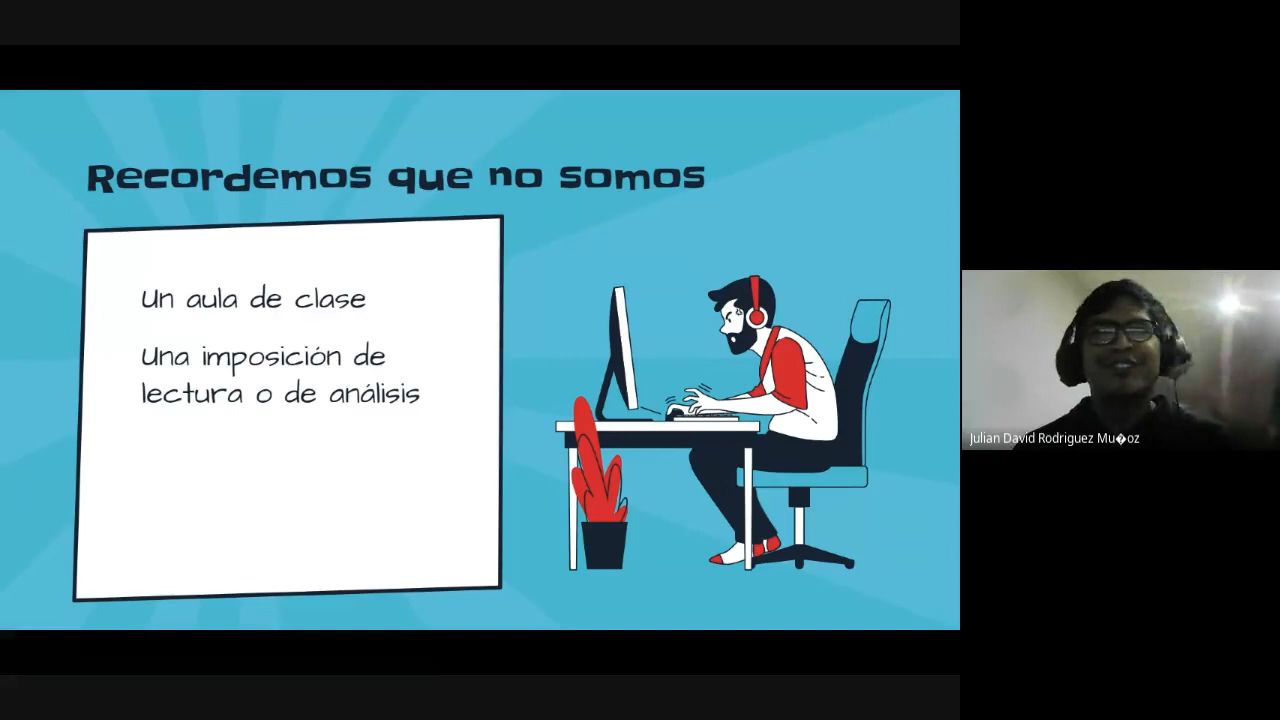 Recordemos que no somos
Un aula de clase
Una imposición de
lectura o de análisis
Julian David Rodriguez Mu�oz